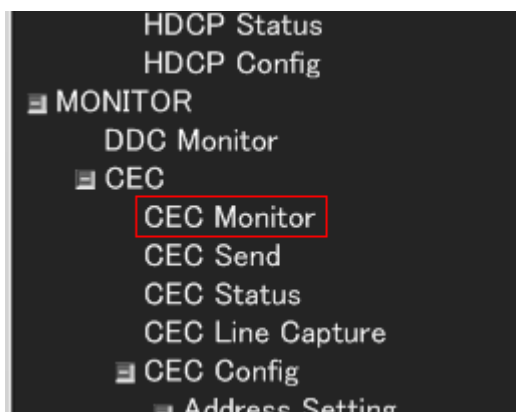 HDCP Status
HDCP Config
MONITOR
DDC Monitor
CEC
CEC Monitor
CEC Send
CEC Status
CEC Line Capture
CEC Config
Address Setting